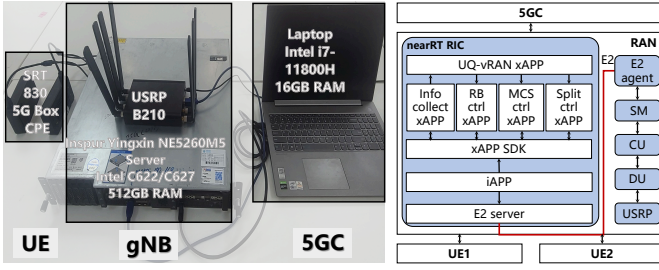 SRT
830
5G Box
CPE
USRP
B210
InspurYingxin NE5260M5
Server
Intel C622/C627
512GB RAM
Laptop
Intel i7-
11800H
16GB RAM
UE
gNB
5GC
5GC
RAN
nearRT RIC
UQ-vRAN xAPP
E2
Info
collect
xAPP
RB
ctrl
xAPP
MCS
ctrl
xAPP
Split
ctrl
xAPP
xAPP SDK
iAPP
E2 server
E2
agent
SM
CU
DU
USRP
UE1
UE2